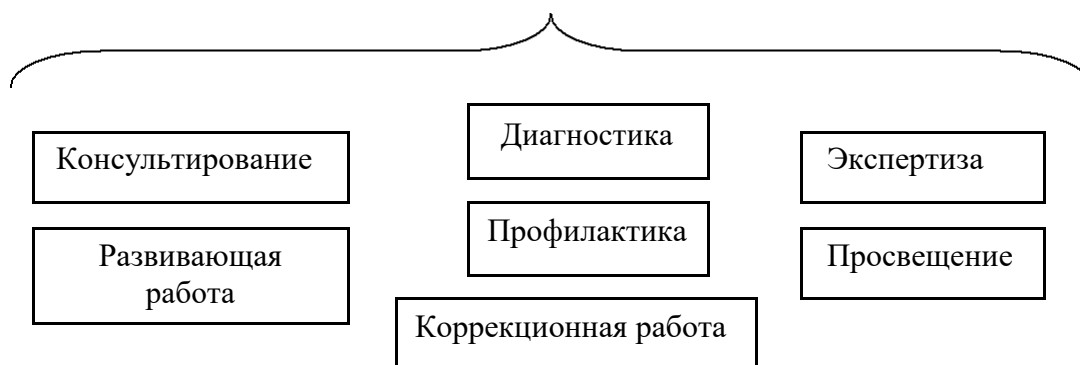 Консультирование
Развивающая
работа
Диагностика
Профилактика
Коррекционная работа
Экспертиза
Просвещение